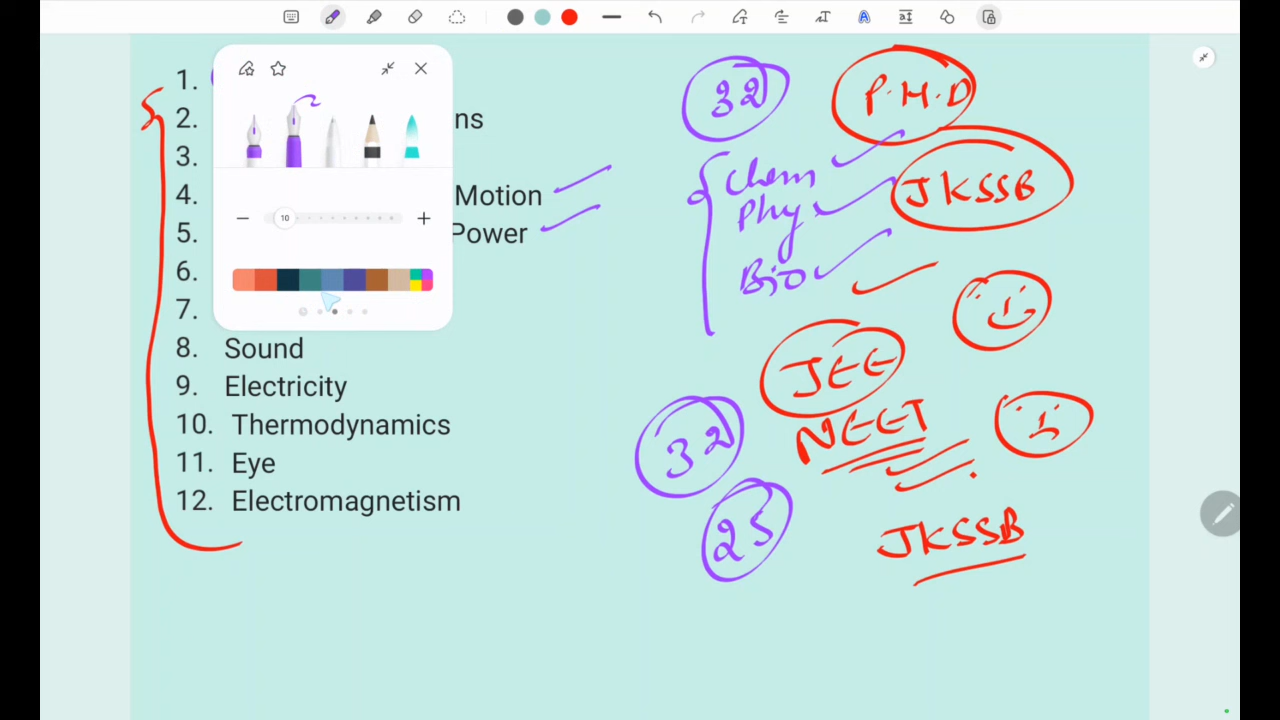 1.
2. ns
3.
4. Motion
5. Power
6.
7.
8. Sound
9. Electricity
10. Thermodynamics
11. Eye
12. Electromagnetism
10
32
P.H.D
Chem
Phy
Bio
JKSSB
JEE
NEET
32
25
JKSSB